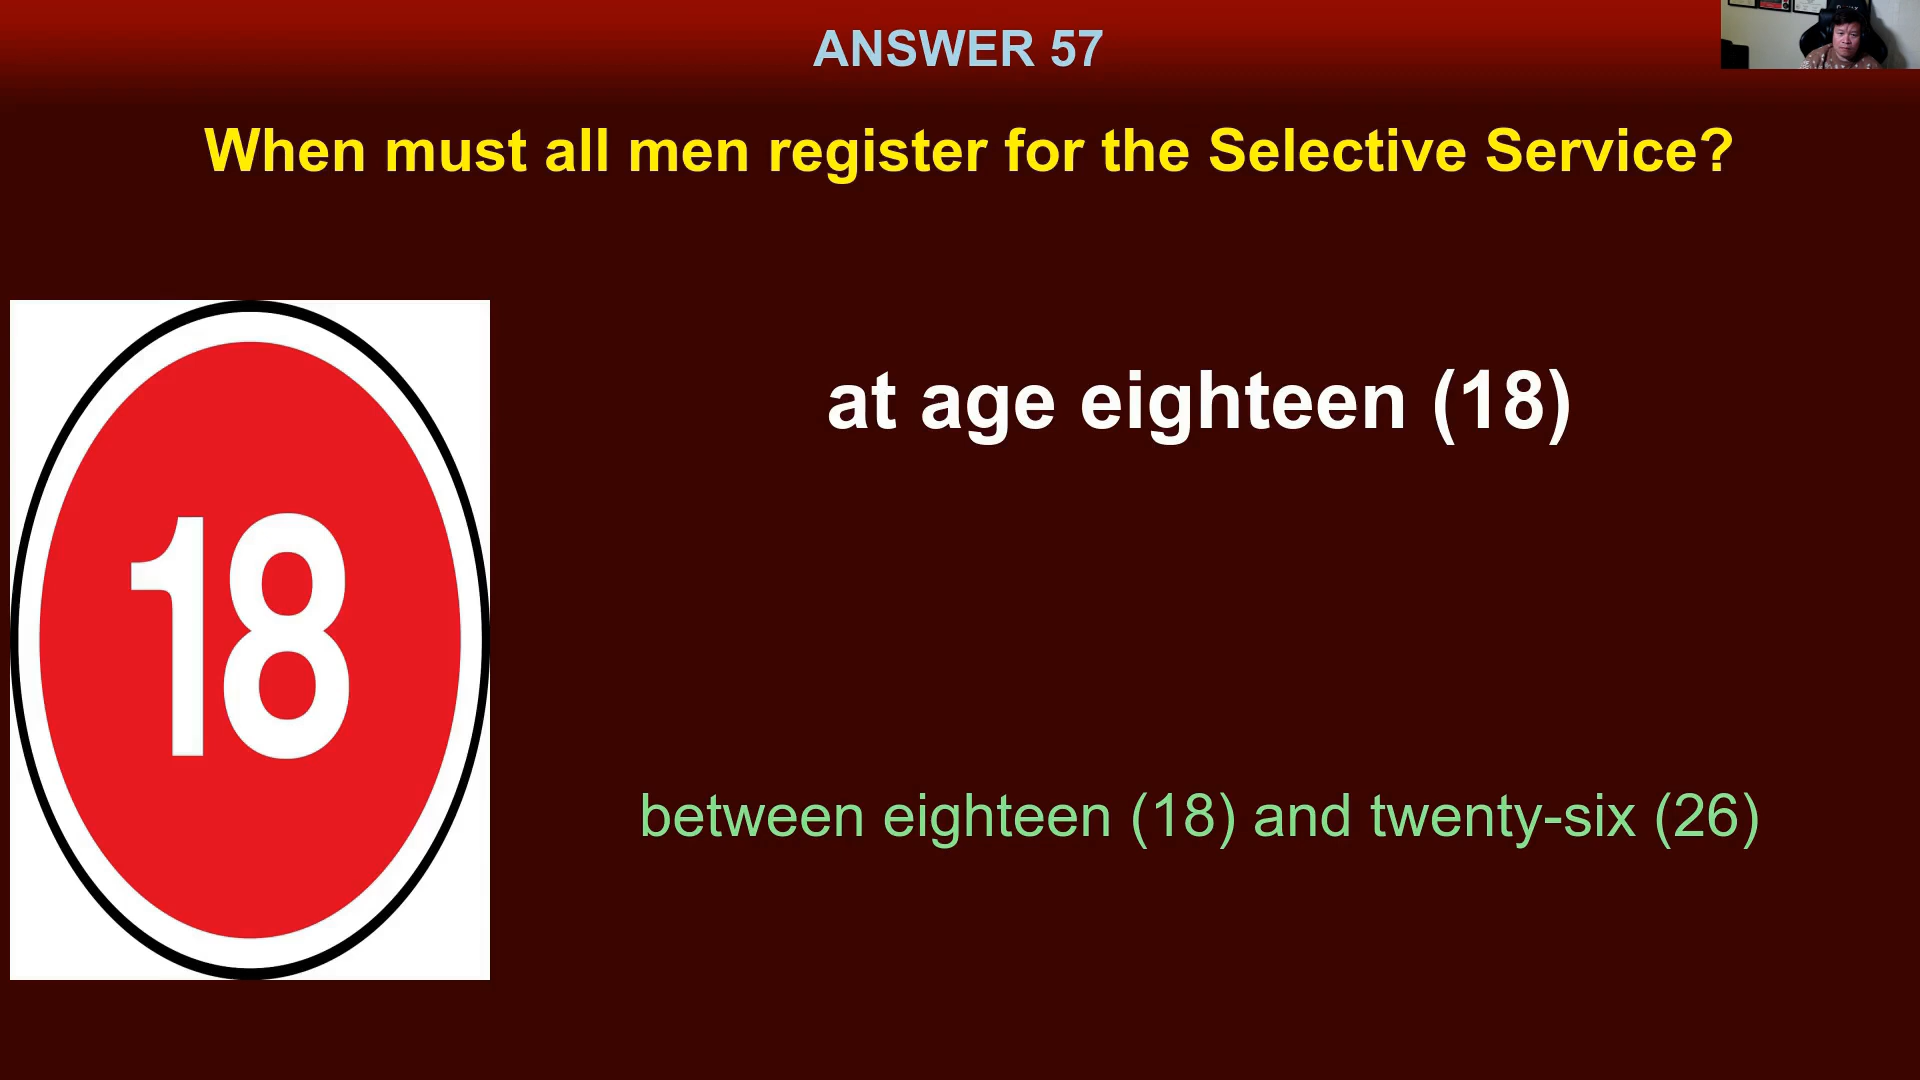 ANSWER 57
When must all men register for the Selective Service?
at age eighteen (18)
18
between eighteen (18) and twenty-six (26)